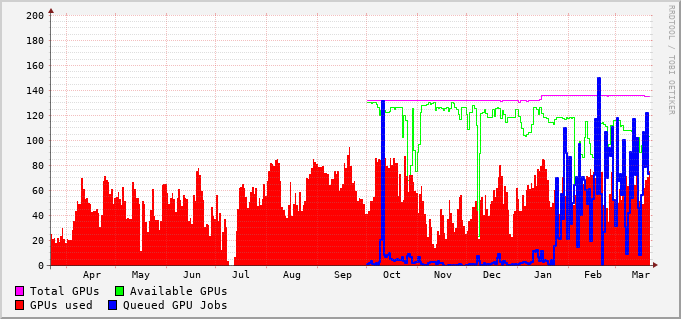 200
180
160
140
120
100
80
60
40
20
0
Apr May Jun Jul Aug Sep Oct Nov Dec Jan Feb Mar
Total GPUs Available GPUs
GPUs used Queued GPU Jobs
RRDTOOL / TOBI OETIKER